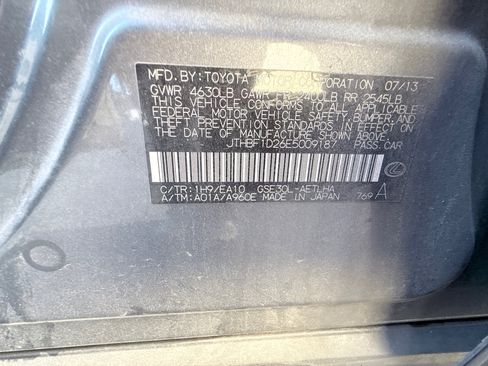 MFD. BY: TOYOTA MOTOR CORPORATION 07/13
GVWR 4630LB GAWR FR 2400LB RR 2545LB
THIS VEHICLE CONFORMS TO ALL APPLICABLE
FEDERAL MOTOR VEHICLE SAFETY, BUMPER, AND
THEFT PREVENTION STANDARDS IN EFFECT ON
THE DATE OF MANUFACTURE SHOWN ABOVE.
JTHBF1D26E5009187 PASS.CAR
C/TR:1H9/EA10 GSE30L-AETLHA
A/TM:A01A/A960E MADE IN JAPAN 769 A